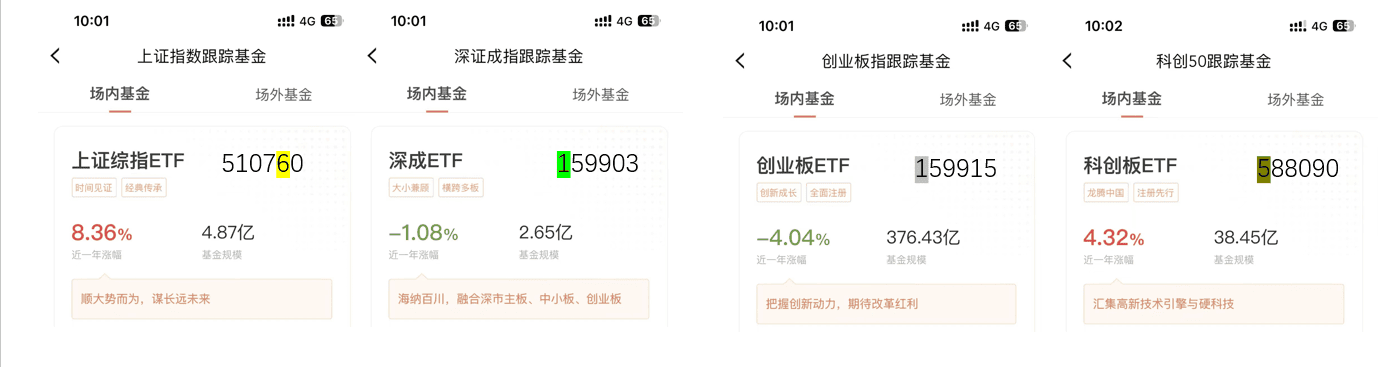 10:01
4G 65
上证指数跟踪基金
场内基金 场外基金
上证综指ETF 510760
时间见证 经典传承
8.36% 4.87亿
近一年涨幅 基金规模
顺大势而为，谋长远未来
10:01
4G 65
深证成指跟踪基金
场内基金 场外基金
深成ETF 159903
大小兼顾 横跨多板
-1.08% 2.65亿
近一年涨幅 基金规模
海纳百川，融合深市主板、中小板、创业板
10:01
4G 65
创业板指跟踪基金
场内基金 场外基金
创业板ETF 159915
创新成长 全面注册
-4.04% 376.43亿
近一年涨幅 基金规模
把握创新动力，期待改革红利
10:02
4G 65
科创50跟踪基金
场内基金 场外基金
科创板ETF 588090
龙腾中国 注册先行
4.32% 38.45亿
近一年涨幅 基金规模
汇集高新技术引擎与硬科技